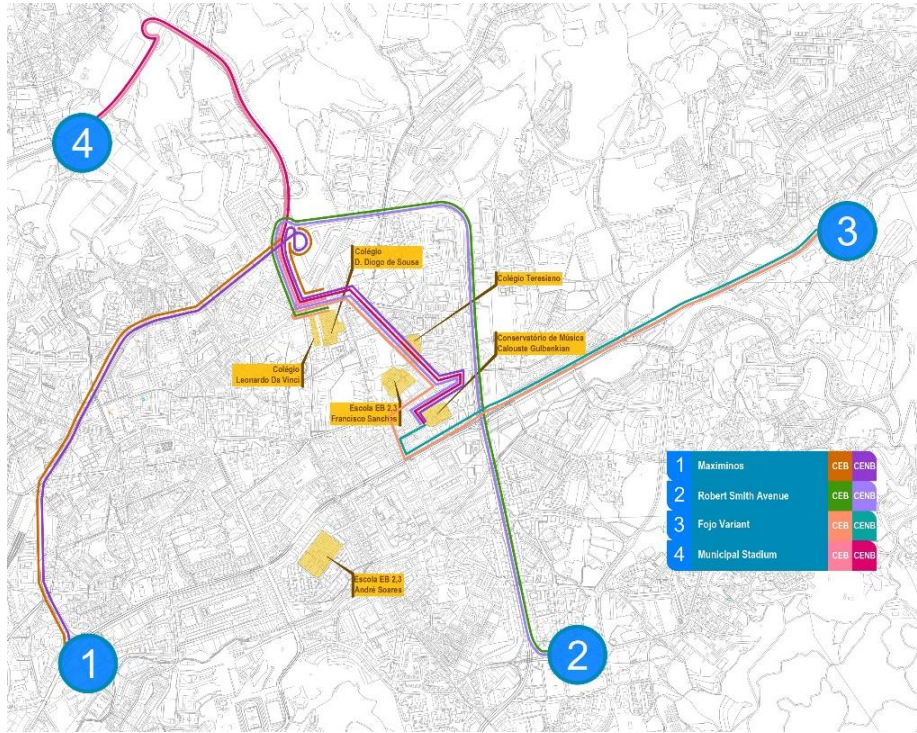 4
3
Colégio
D. Diogo de Sousa
Colégio Teresiano
Conservatório de Música
Calouste Gulbenkian
Colégio
Leonardo Da Vinci
Escola EB 2,3
Francisco Sanches
1 Maximinos CEB CENB
2 Robert Smith Avenue CEB CENB
3 Fojo Variant CEB CENB
4 Municipal Stadium CEB CENB
Escola EB 2,3
André Soares
1
2